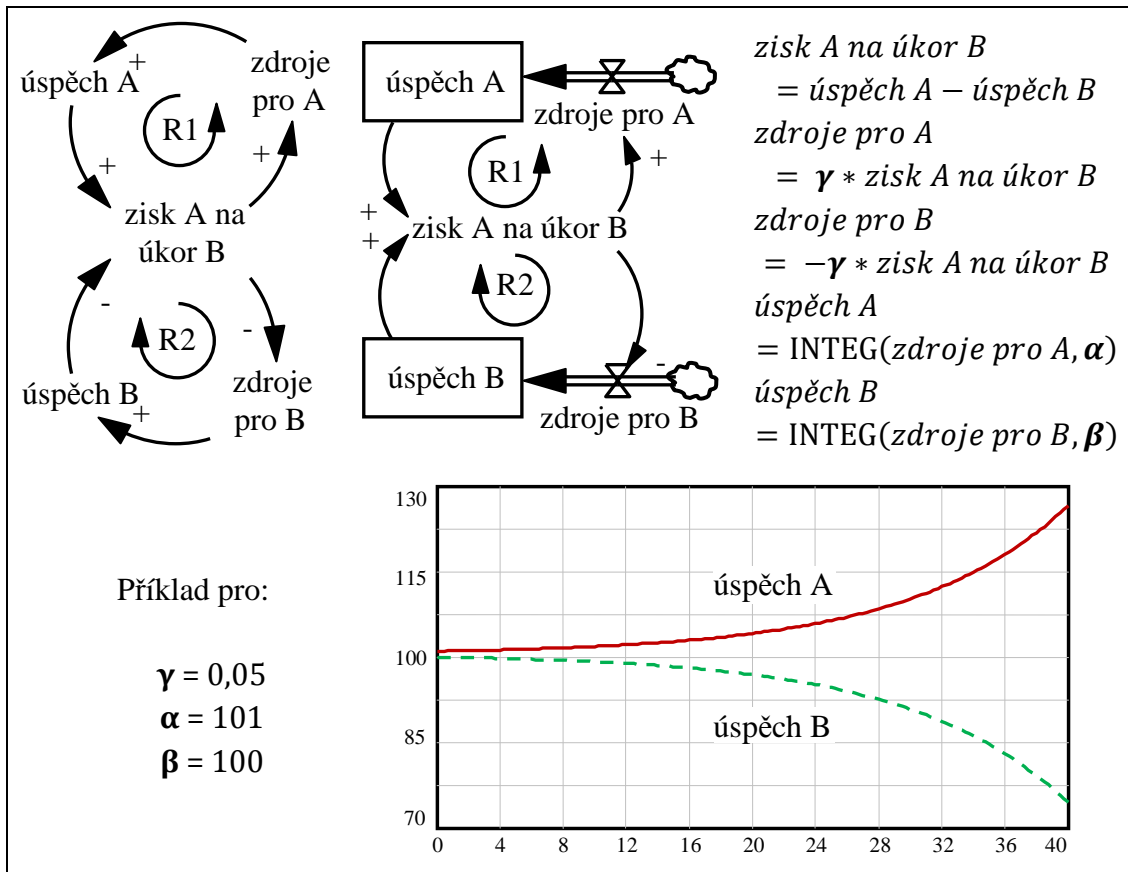 +
úspěch A
zdroje
pro A
R1
+
+
zisk A na
úkor B
-
-
R2
úspěch B
+
zdroje
pro B
úspěch A
zdroje pro A
R1
+
+
+
zisk A na úkor B
R2
úspěch B
-
zdroje pro B
zisk A na úkor B
= úspěch A − úspěch B
zdroje pro A
= γ * zisk A na úkor B
zdroje pro B
= −γ * zisk A na úkor B
úspěch A
= INTEG(zdroje pro A, α)
úspěch B
= INTEG(zdroje pro B, β)
Příklad pro:
γ = 0,05
α = 101
β = 100
130
115
100
85
70
úspěch A
úspěch B
0 4 8 12 16 20 24 28 32 36 40